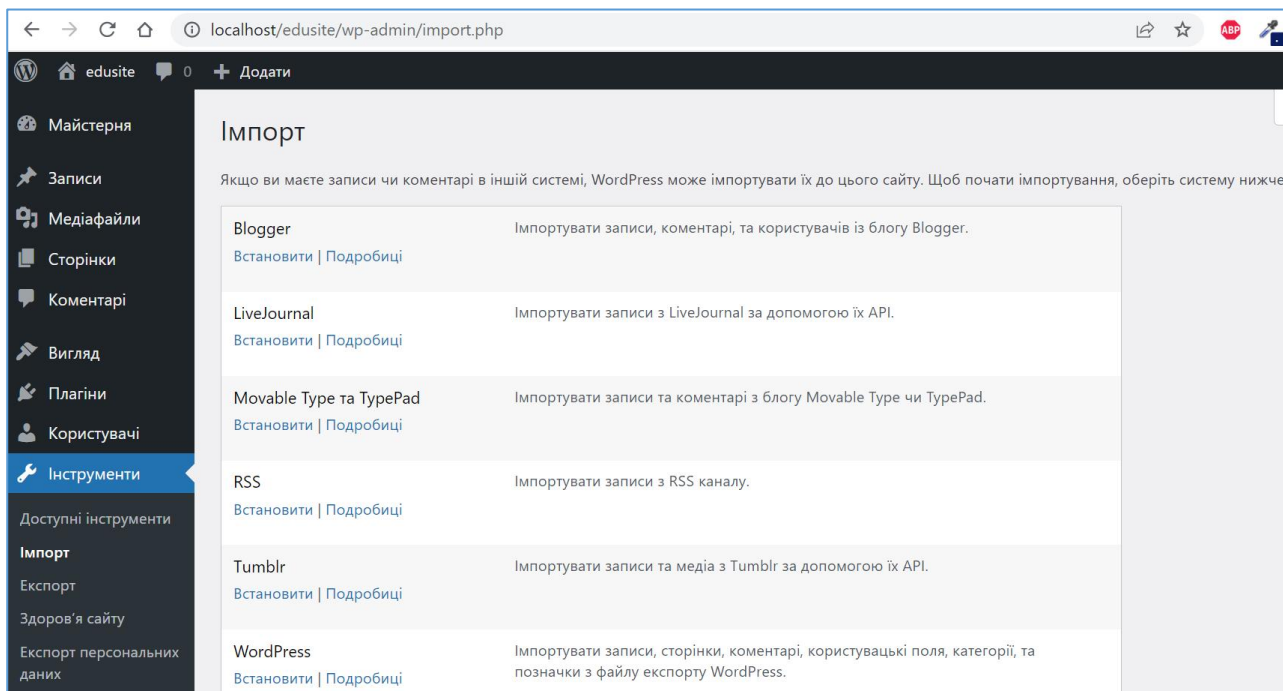 localhost/edusite/wp-admin/import.php
ABP
edusite 0 + Додати
Майстерня
Записи
Медіафайли
Сторінки
Коментарі
Вигляд
Плагіни
Користувачі
Інструменти
Доступні інструменти
Імпорт
Експорт
Здоров'я сайту
Експорт персональних
даних
Імпорт
Якщо ви маєте записи чи коментарі в іншій системі, WordPress може імпортувати їх до цього сайту. Щоб почати імпортування, оберіть систему нижче
Blogger
Встановити | Подробиці
Імпортувати записи, коментарі, та користувачів із блогу Blogger.
LiveJournal
Встановити | Подробиці
Імпортувати записи з LiveJournal за допомогою їх API.
Movable Type та TypePad
Встановити | Подробиці
Імпортувати записи та коментарі з блогу Movable Type чи TypePad.
RSS
Встановити | Подробиці
Імпортувати записи з RSS каналу.
Tumblr
Встановити | Подробиці
Імпортувати записи та медіа з Tumblr за допомогою їх API.
WordPress
Встановити | Подробиці
Імпортувати записи, сторінки, коментарі, користувацькі поля, категорії, та
позначки з файлу експорту WordPress.